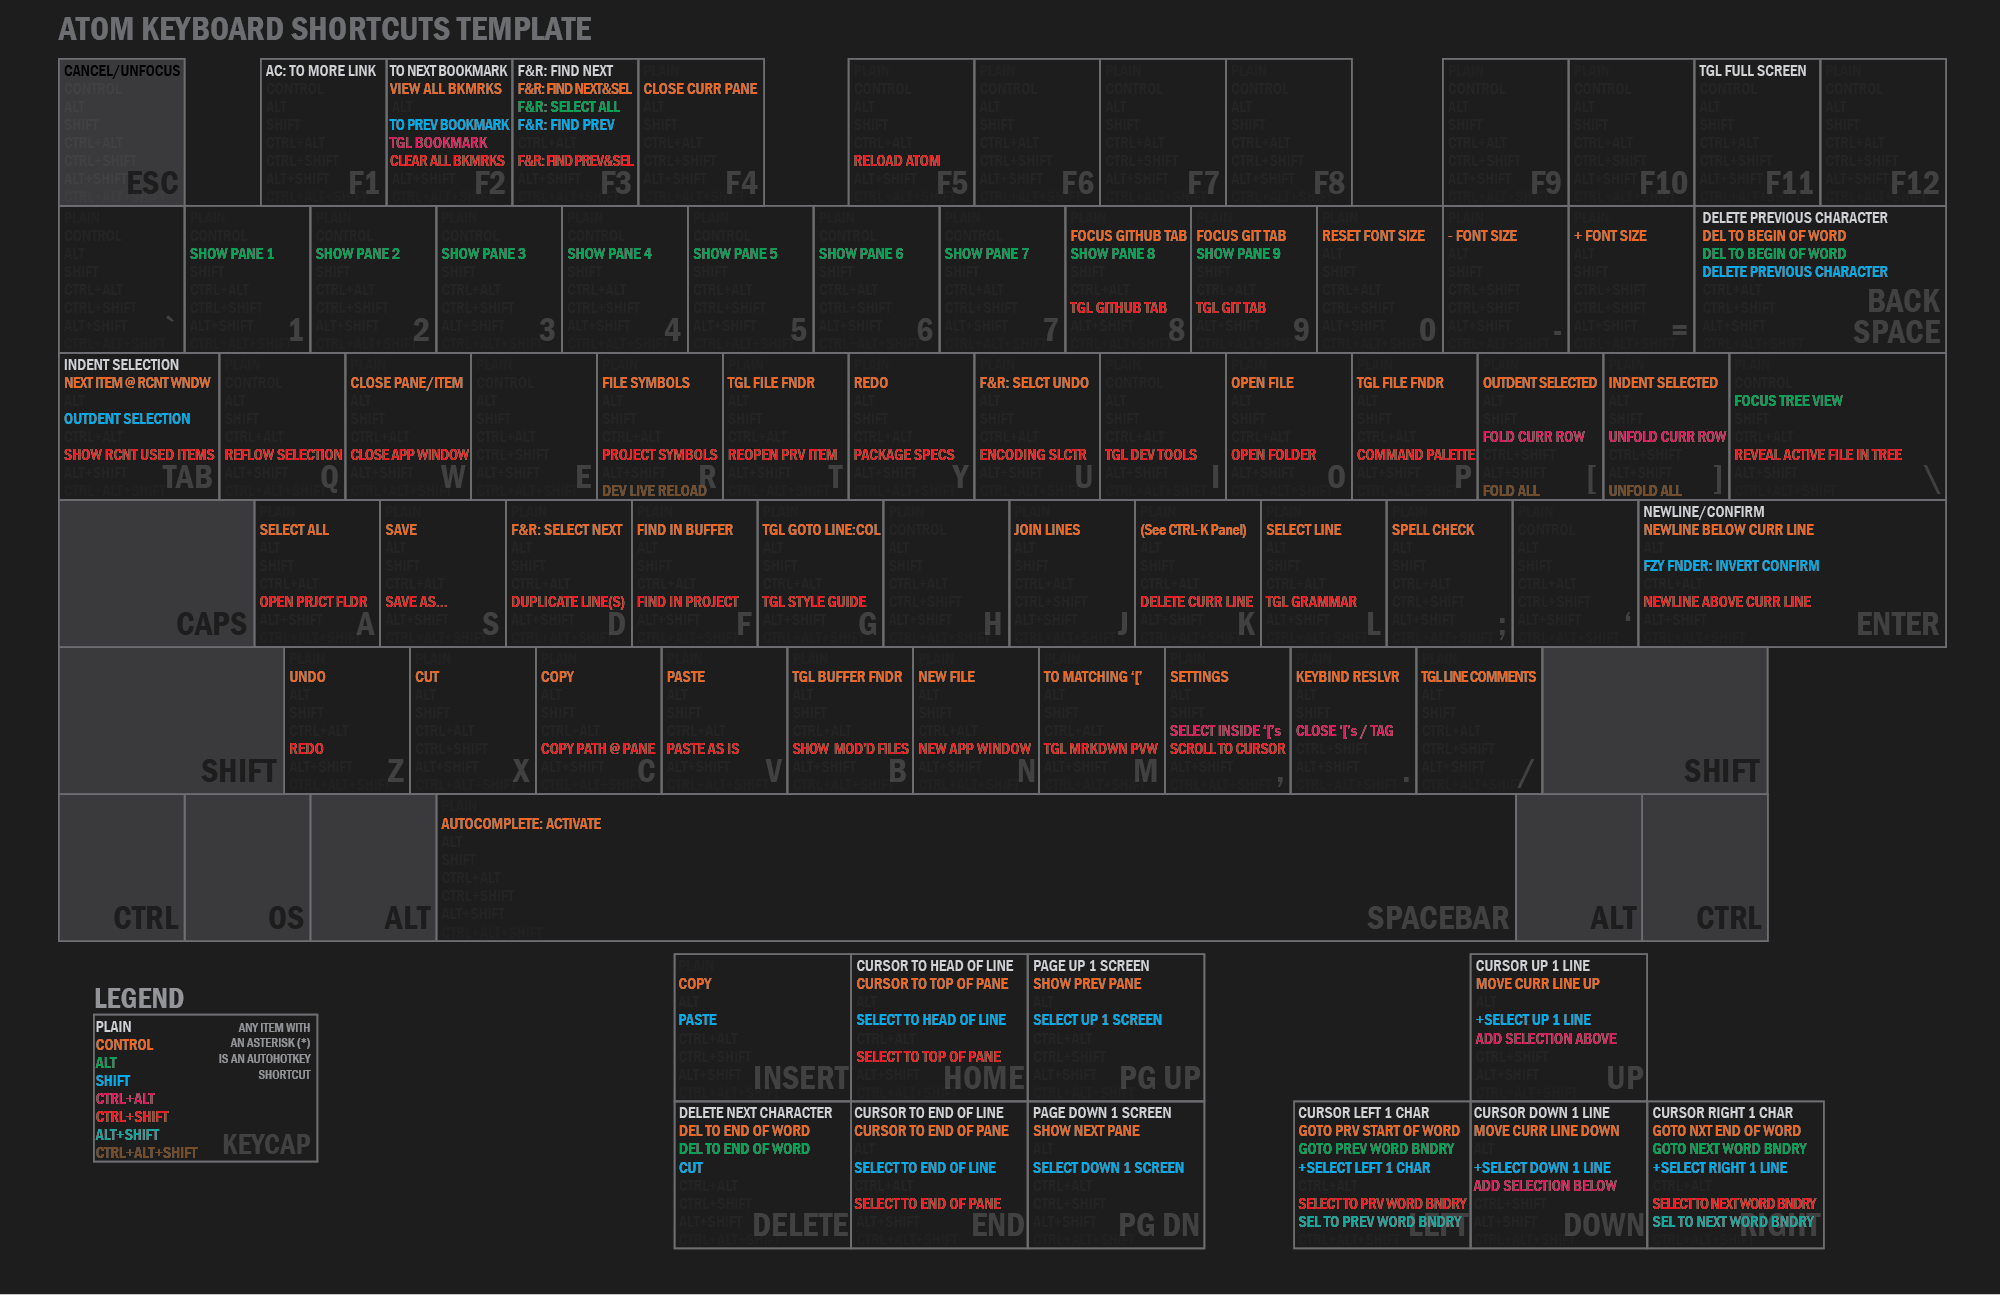 ATOM KEYBOARD SHORTCUTS TEMPLATE
CANCEL/UNFOCUS
ESC
AC: TO MORE LINK
F1
TO NEXT BOOKMARK
VIEW ALL BKMRKS
TO PREV BOOKMARK
TGL BOOKMARK
CLEAR ALL BKMRKS
F2
F&R: FIND NEXT
F&R: FIND NEXT&SEL
F&R: SELECT ALL
F&R: FIND PREV
F&R: FIND PREV&SEL
F3
CLOSE CURR PANE
F4
RELOAD ATOM
F5
F6
F7
F8
F9
F10
TGL FULL SCREEN
F11
F12
`
SHOW PANE 1
1
SHOW PANE 2
2
SHOW PANE 3
3
SHOW PANE 4
4
SHOW PANE 5
5
SHOW PANE 6
6
SHOW PANE 7
7
FOCUS GITHUB TAB
SHOW PANE 8
TGL GITHUB TAB
8
FOCUS GIT TAB
SHOW PANE 9
TGL GIT TAB
9
RESET FONT SIZE
0
- FONT SIZE
-
+ FONT SIZE
=
DELETE PREVIOUS CHARACTER
DEL TO BEGIN OF WORD
DEL TO BEGIN OF WORD
DELETE PREVIOUS CHARACTER
BACK
SPACE
INDENT SELECTION
NEXT ITEM @ RCNT WNDW
OUTDENT SELECTION
SHOW RCNT USED ITEMS
TAB
REFLOW SELECTION
Q
CLOSE PANE/ITEM
CLOSE APP WINDOW
W
E
FILE SYMBOLS
PROJECT SYMBOLS
DEV LIVE RELOAD
R
TGL FILE FNDR
REOPEN PRV ITEM
T
REDO
PACKAGE SPECS
Y
F&R: SELCT UNDO
ENCODING SLCTR
U
TGL DEV TOOLS
I
OPEN FILE
OPEN FOLDER
O
TGL FILE FNDR
COMMAND PALETTE
P
OUTDENT SELECTED
FOLD CURR ROW
FOLD ALL
[
INDENT SELECTED
UNFOLD CURR ROW
UNFOLD ALL
]
FOCUS TREE VIEW
REVEAL ACTIVE FILE IN TREE
\
CAPS
SELECT ALL
OPEN PRJCT FLDR
A
SAVE
SAVE AS...
S
F&R: SELECT NEXT
DUPLICATE LINE(S)
D
FIND IN BUFFER
FIND IN PROJECT
F
TGL GOTO LINE:COL
TGL STYLE GUIDE
G
H
JOIN LINES
J
(See CTRL-K Panel)
DELETE CURR LINE
K
SELECT LINE
TGL GRAMMAR
L
SPELL CHECK
;
‘
NEWLINE/CONFIRM
NEWLINE BELOW CURR LINE
FZY FNDER: INVERT CONFIRM
NEWLINE ABOVE CURR LINE
ENTER
SHIFT
UNDO
REDO
Z
CUT
X
COPY
COPY PATH @ PANE
C
PASTE
PASTE AS IS
V
TGL BUFFER FNDR
SHOW MOD'D FILES
B
NEW FILE
NEW APP WINDOW
N
TO MATCHING ‘[’
TGL MRKDWN PVW
M
SETTINGS
SELECT INSIDE ‘[’s
SCROLL TO CURSOR
,
KEYBIND RESLVR
CLOSE ‘[’s / TAG
.
TGL LINE COMMENTS
/
SHIFT
CTRL
OS
ALT
AUTOCOMPLETE: ACTIVATE
PLAIN
ALT
SHIFT
CTRL+ALT
CTRL+SHIFT
ALT+SHIFT
CTRL+ALT+SHIFT
SPACEBAR
ALT
CTRL
LEGEND
PLAIN
CONTROL
ALT
SHIFT
CTRL+ALT
CTRL+SHIFT
ALT+SHIFT
CTRL+ALT+SHIFT
ANY ITEM WITH
AN ASTERISK (*)
IS AN AUTOHOTKEY
SHORTCUT
KEYCAP
COPY
PASTE
INSERT
CURSOR TO HEAD OF LINE
CURSOR TO TOP OF PANE
SELECT TO HEAD OF LINE
SELECT TO TOP OF PANE
HOME
PAGE UP 1 SCREEN
SHOW PREV PANE
SELECT UP 1 SCREEN
PG UP
DELETE NEXT CHARACTER
DEL TO END OF WORD
DEL TO END OF WORD
CUT
DELETE
CURSOR TO END OF LINE
CURSOR TO END OF PANE
SELECT TO END OF LINE
SELECT TO END OF PANE
END
PAGE DOWN 1 SCREEN
SHOW NEXT PANE
SELECT DOWN 1 SCREEN
PG DN
CURSOR UP 1 LINE
MOVE CURR LINE UP
+SELECT UP 1 LINE
ADD SELECTION ABOVE
UP
CURSOR LEFT 1 CHAR
GOTO PRV START OF WORD
GOTO PREV WORD BNDRY
+SELECT LEFT 1 CHAR
SELECT TO PRV WORD BNDRY
SEL TO PREV WORD BNDRY
LEFT
CURSOR DOWN 1 LINE
MOVE CURR LINE DOWN
+SELECT DOWN 1 LINE
ADD SELECTION BELOW
DOWN
CURSOR RIGHT 1 CHAR
GOTO NXT END OF WORD
GOTO NEXT WORD BNDRY
+SELECT RIGHT 1 LINE
SELECT TO NEXT WORD BNDRY
SEL TO NEXT WORD BNDRY
RIGHT